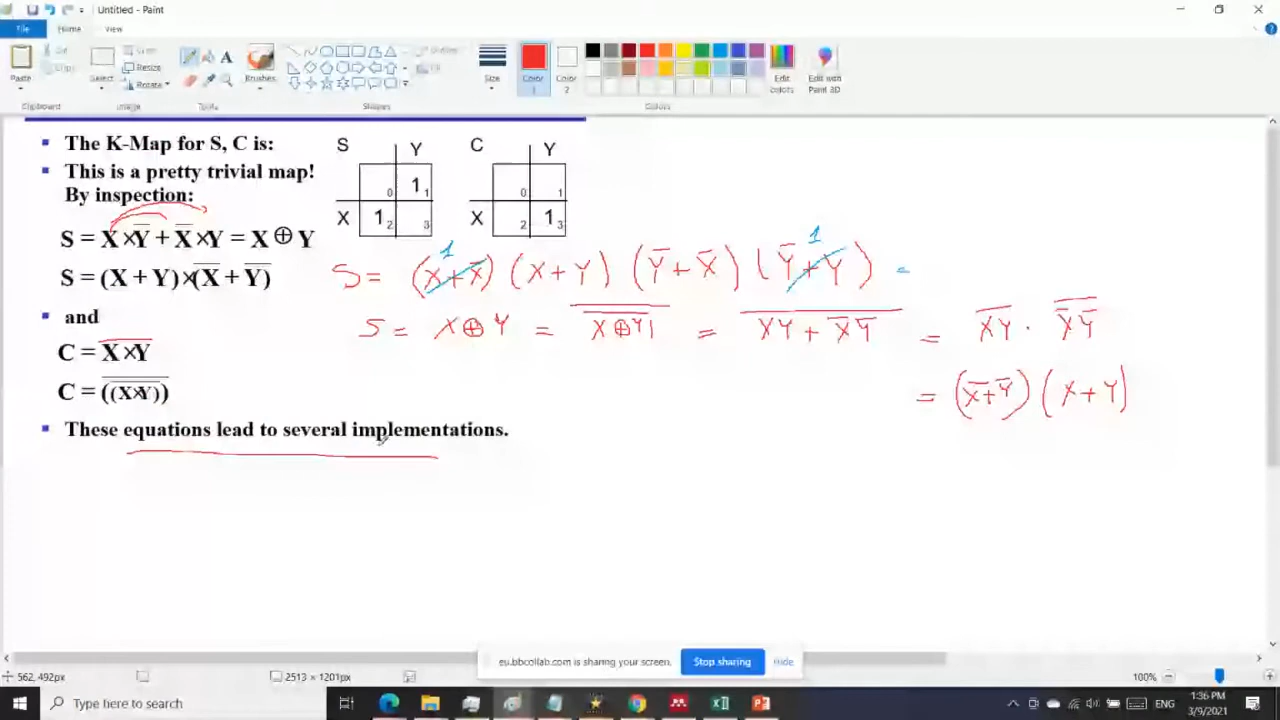 Untitled - Paint
File Home View
Paste Cut Copy Select Crop Resize Rotate Brushes Outline Fill Size Color 1 Color 2 Edit colors Edit with Paint 3D
Clipboard Image Tools Shapes Colors
▪ The K-Map for S, C is:
▪ This is a pretty trivial map!
By inspection:
S Y
0 1 1
X 1 2 3
C Y
0 1
X 2 1 3
S = X × Y̅ + X̅ × Y = X ⊕ Y
S = (X + Y) × (X̅ + Y̅)
▪ and
C = X × Y
C = ((X × Y)‾)‾
▪ These equations lead to several implementations.
1 1
S = (X + X̅) (X + Y) (Y̅ + X̅) (Y̅ + Y) =
S = X ⊕ Y = = XY + X̅ Y̅‾ = XY‾ . X̅ Y̅‾
= (X̅ + Y̅) (X + Y)
eu.bbcollab.com is sharing your screen. Stop sharing Hide
562, 492px 2513 × 1201px 100%
Type here to search
ENG 1:36 PM
3/9/2021